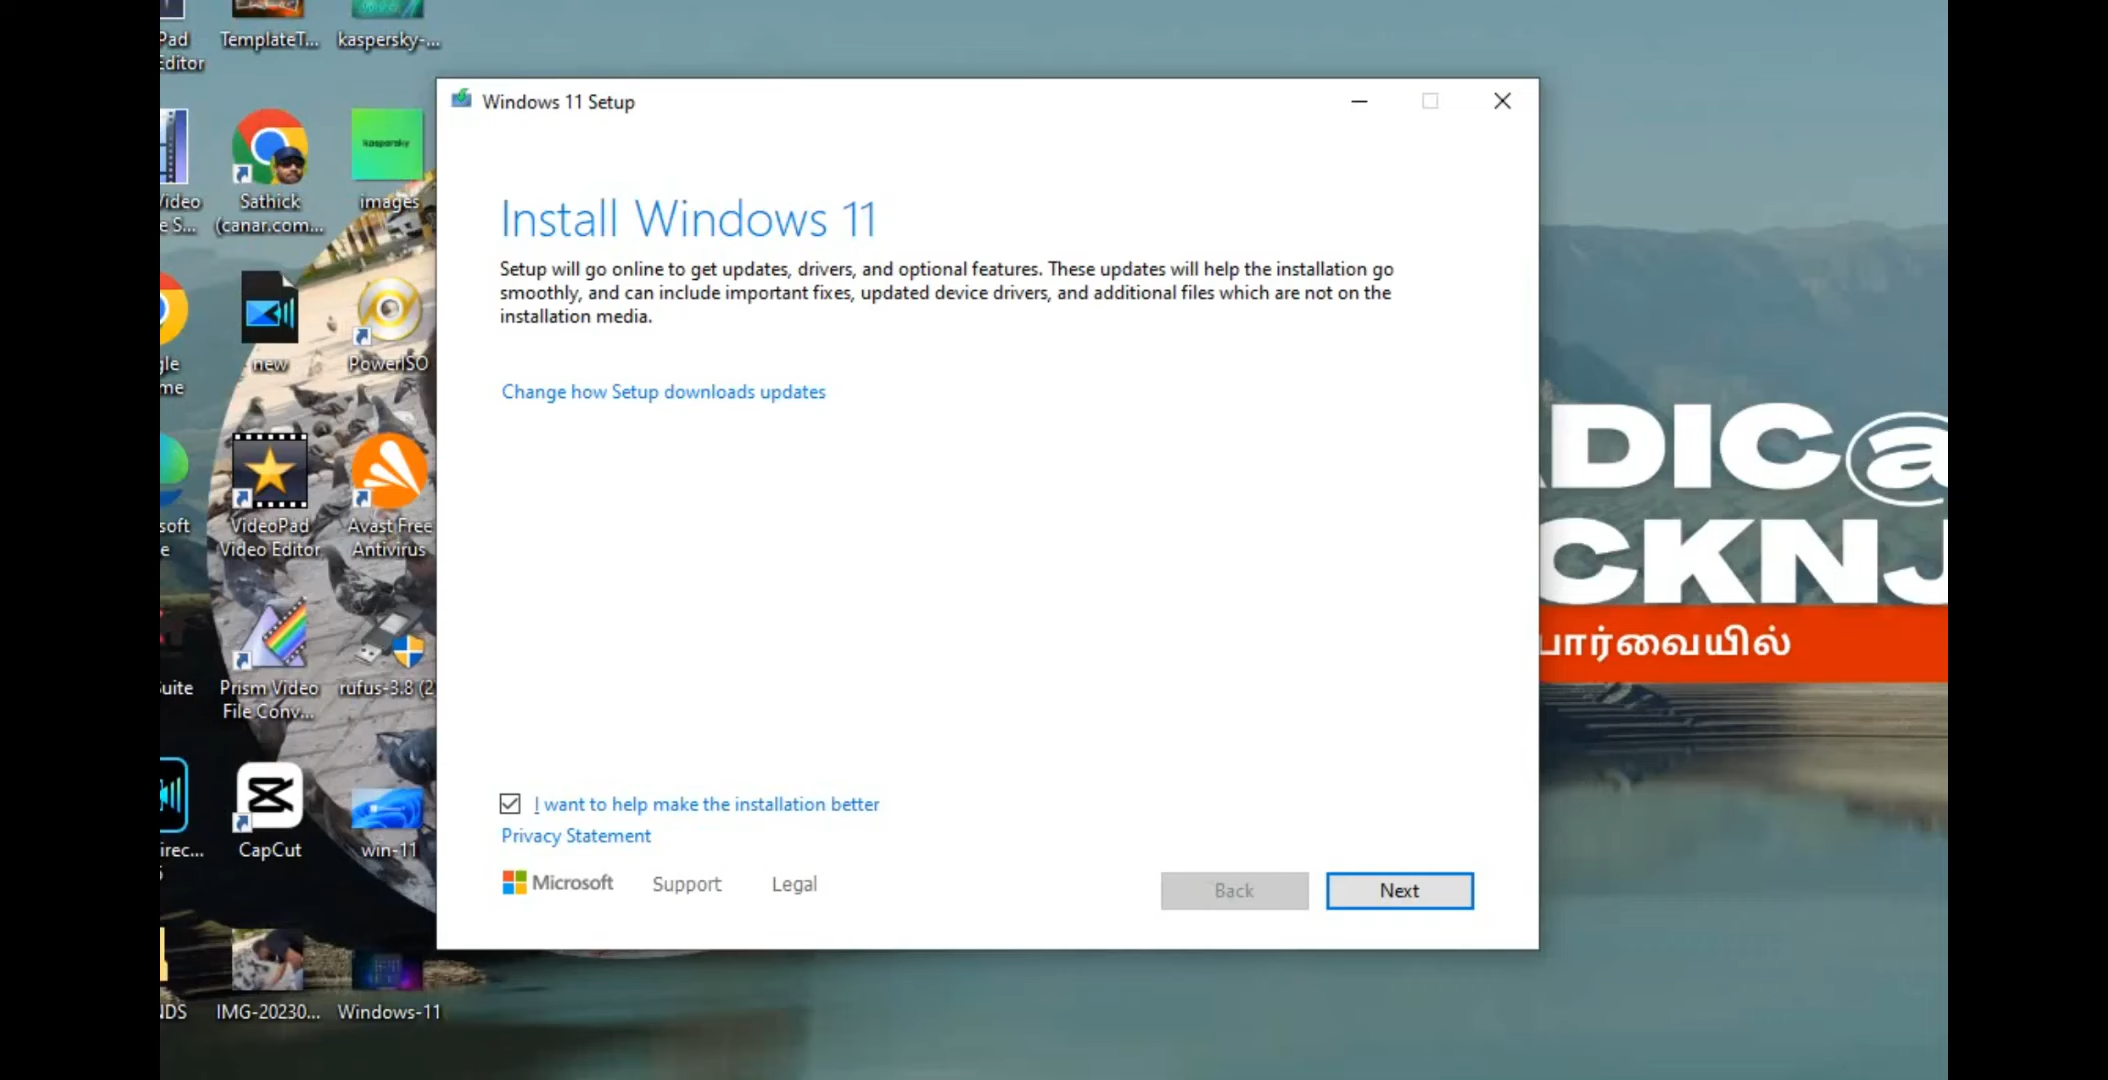 Pad
Editor
TemplateT...
kaspersky-...
Windows 11 Setup
kaspersky
Video
e S...
Sathick
(canar.com...
images
Install Windows 11
Setup will go online to get updates, drivers, and optional features. These updates will help the installation go
smoothly, and can include important fixes, updated device drivers, and additional files which are not on the
installation media.
gle
me
new
PowerISO
Change how Setup downloads updates
DIC@
CKNJ
பார்வையில்
soft
e
VideoPad
Video Editor
Avast Free
Antivirus
uite
Prism Video
File Conv...
rufus-3.8 (2
irec...
CapCut
win-11
I want to help make the installation better
Privacy Statement
Microsoft
Support
Legal
Back
Next
IDS
IMG-20230...
Windows-11